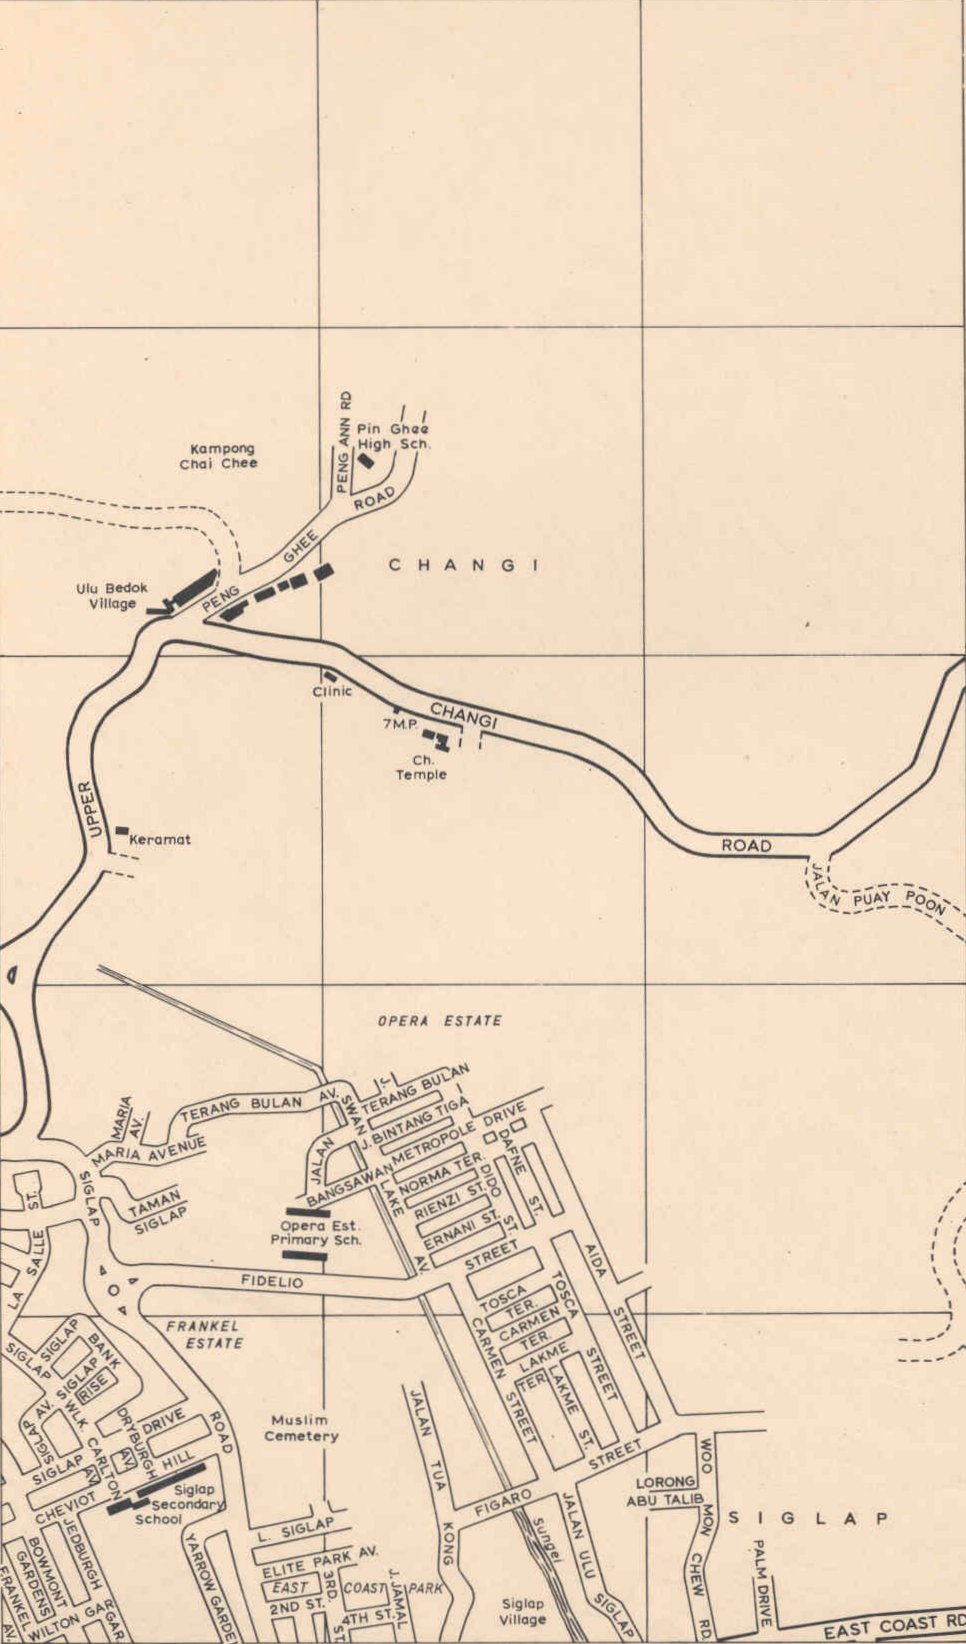 PENG ANN RD
Pin Ghee
High Sch.
Kampong
Chai Chee
ROAD
GHEE
PENG
CHANGI
Ulu Bedok
Village
Clinic
CHANGI
7M.P.
Ch.
Temple
UPPER
Keramat
ROAD
JALAN PUAY POON
OPERA ESTATE
TERANG BULAN AV.
TERANG BULAN
SWAN
MARIA
AV.
MARIA AVENUE
J. BINTANG TIGA
METROPOLE DRIVE
JALAN
BANGSAWAN
DAFNE
ST.
NORMA TER.
DIDO
ST.
RIENZI ST.
LAKE
AV.
ERNANI ST.
STREET
SIGLAP
TAMAN
SIGLAP
ST.
LA SALLE
Opera Est.
Primary Sch.
FIDELIO
AIDA
STREET
TOSCA
TER.
TOSCA
STREET
CARMEN
TER.
CARMEN
STREET
LAKME
TER.
LAKME ST.
FRANKEL
ESTATE
SIGLAP
SIGLAP
BANK
SIGLAP
RISE
AV.
WLK.
SIGLAP
CARLTON
AV.
DRYBURGH
AV.
DRIVE
ROAD
SIGLAP
HILL
CHEVIOT
Siglap
Secondary
School
Muslim
Cemetery
JALAN TUA KONG
FIGARO
STREET
LORONG
ABU TALIB
WOO MON CHEW RD.
SIGLAP
Sungei
JALAN ULU SIGLAP
PALM DRIVE
JEDBURGH
GAR.
BOWMONT
GARDENS
FRANKEL
AV.
WILTON GAR.
YARROW GARDE
L. SIGLAP
ELITE PARK AV.
EAST COAST PARK
3RD.
ST.
J. JAMAL
2ND ST.
4TH ST.
Siglap
Village
EAST COAST RD